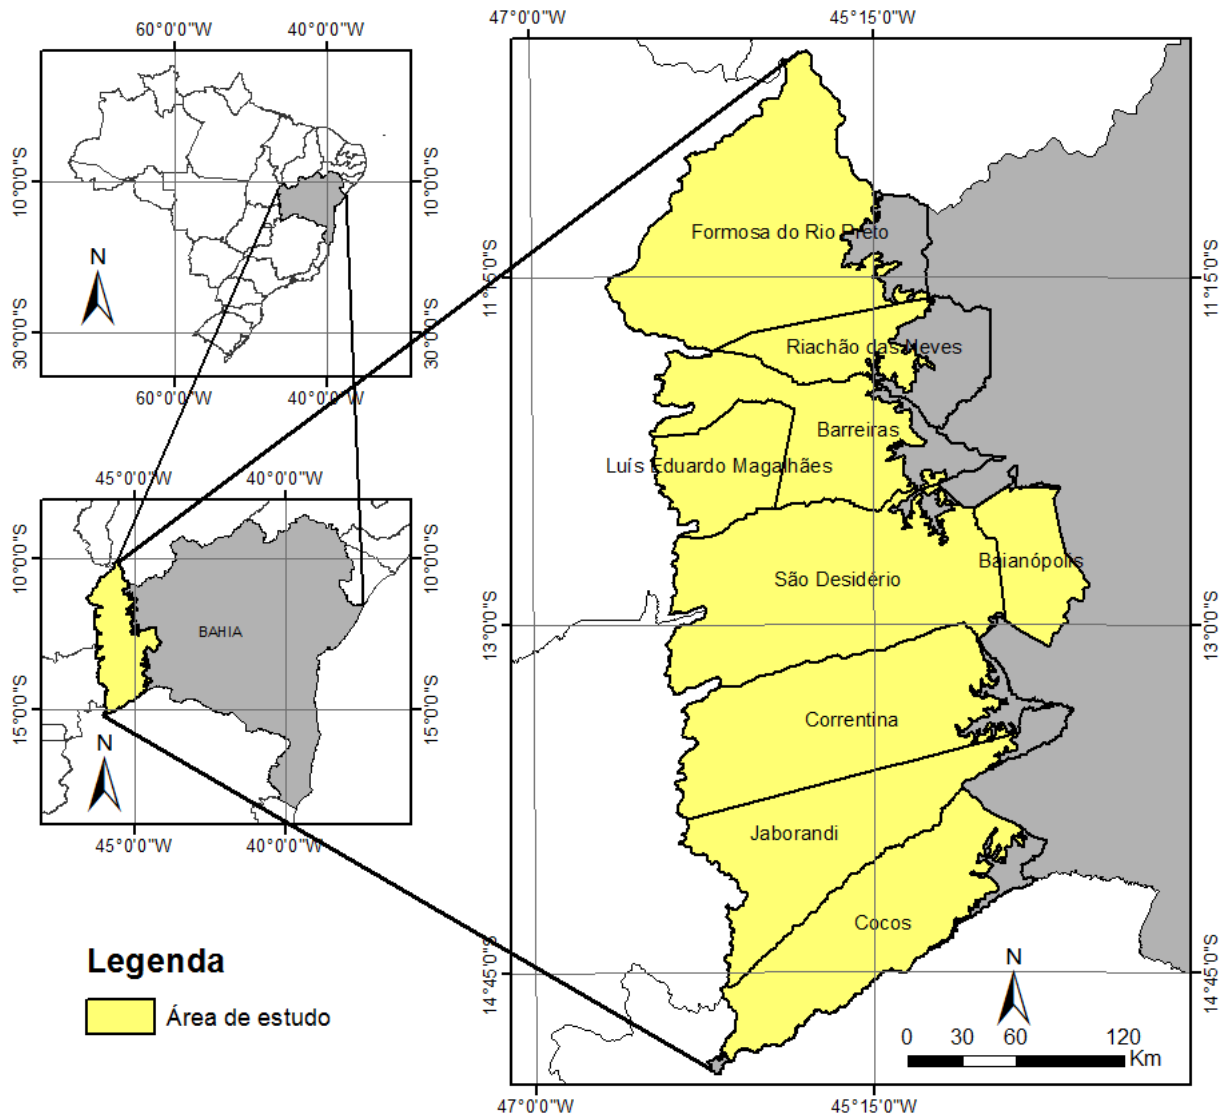 60°0'0"W 40°0'0"W
10°0'0"S 10°0'0"S
N
30°0'0"S 30°0'0"S
60°0'0"W 40°0'0"W
45°0'0"W 40°0'0"W
10°0'0"S 10°0'0"S
BAHIA
15°0'0"S 15°0'0"S
N
45°0'0"W 40°0'0"W
Legenda
Área de estudo
47°0'0"W 45°15'0"W
Formosa do Rio Preto
11°15'0"S 11°15'0"S
Riachão das Neves
Barreiras
Luís Eduardo Magalhães
Baianópolis
São Desidério
13°0'0"S 13°0'0"S
Correntina
Jaborandi
Cocos
14°45'0"S 14°45'0"S
N
0 30 60 120
Km
47°0'0"W 45°15'0"W